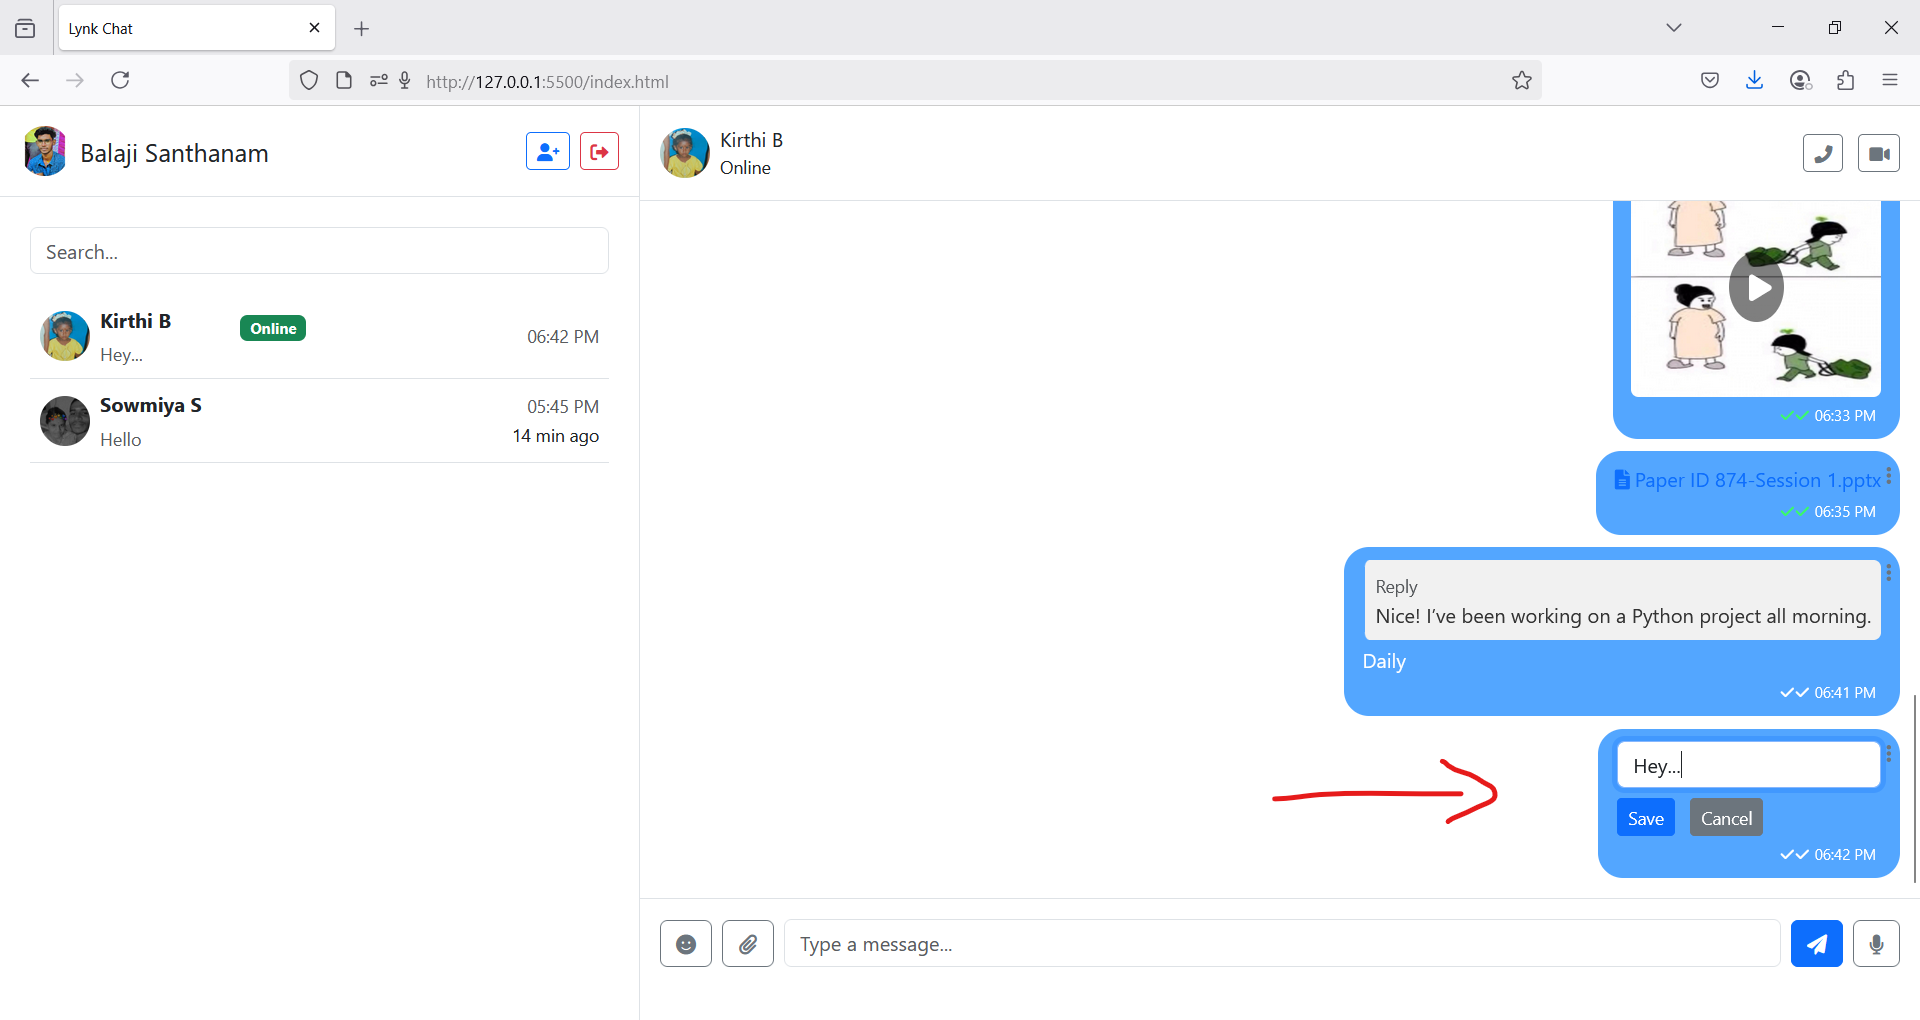 Lynk Chat
http://127.0.0.1:5500/index.html
Balaji Santhanam
Search...
Kirthi B
Online
06:42 PM
Hey...
Sowmiya S
05:45 PM
Hello
14 min ago
Kirthi B
Online
06:33 PM
Paper ID 874-Session 1.pptx
06:35 PM
Reply
Nice! I’ve been working on a Python project all morning.
Daily
06:41 PM
Hey...
Save
Cancel
06:42 PM
Type a message...